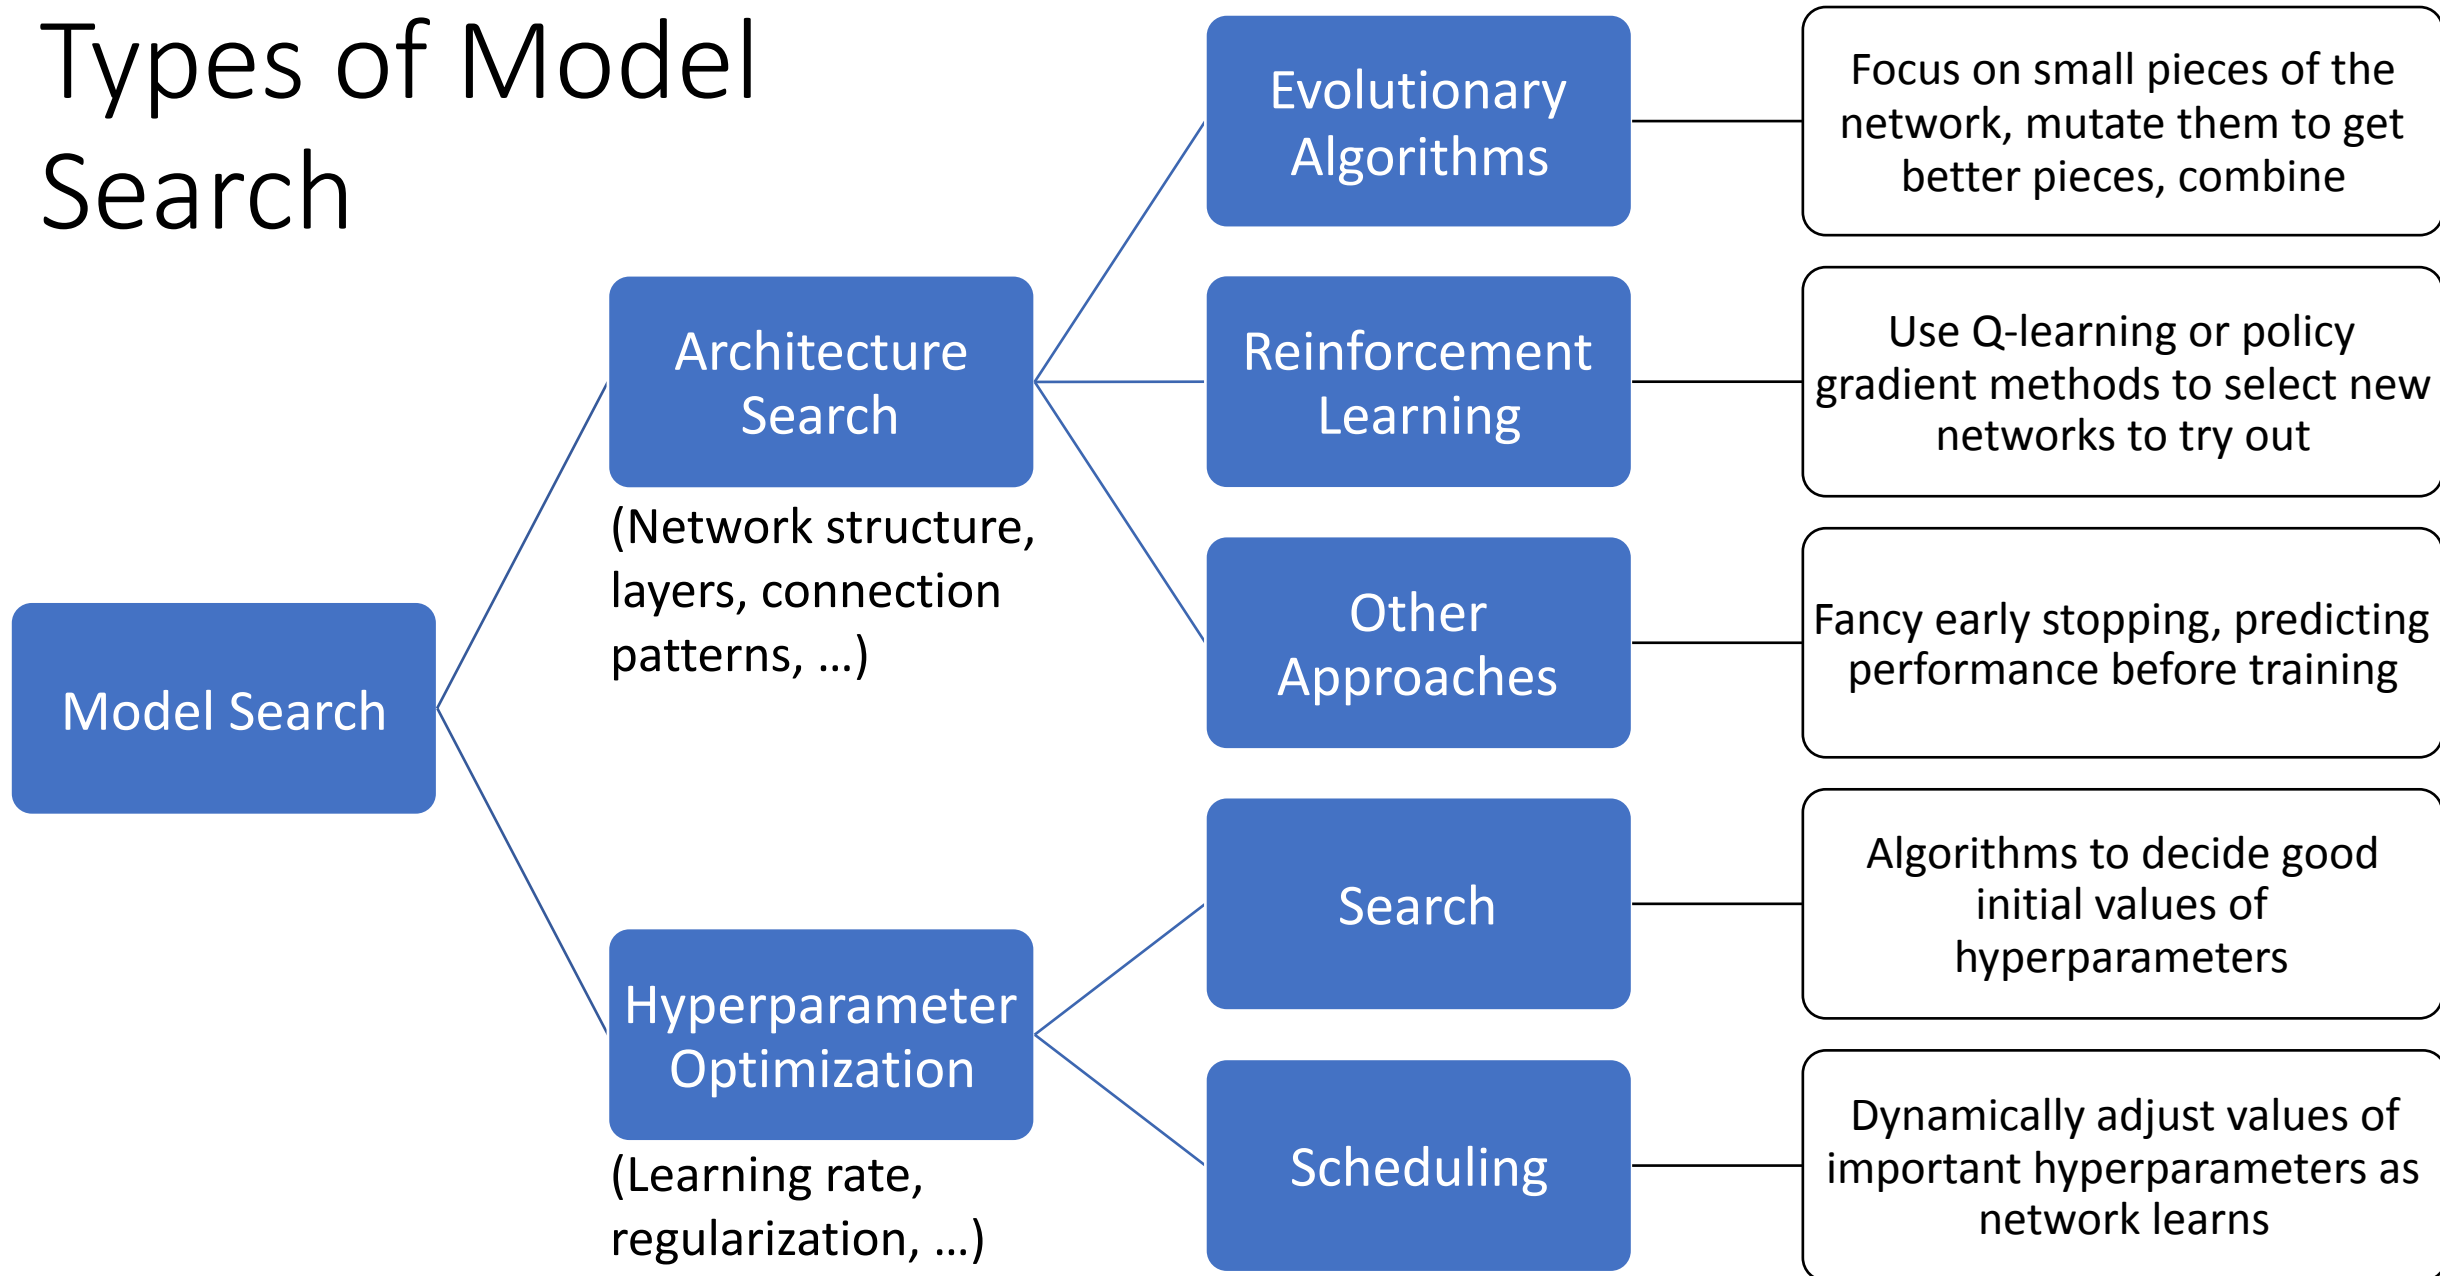 Types of Model
Search
Model Search
Architecture
Search
(Network structure,
layers, connection
patterns, ...)
Evolutionary
Algorithms
Focus on small pieces of the
network, mutate them to get
better pieces, combine
Reinforcement
Learning
Use Q-learning or policy
gradient methods to select new
networks to try out
Other
Approaches
Fancy early stopping, predicting
performance before training
Hyperparameter
Optimization
(Learning rate,
regularization, ...)
Search
Algorithms to decide good
initial values of
hyperparameters
Scheduling
Dynamically adjust values of
important hyperparameters as
network learns